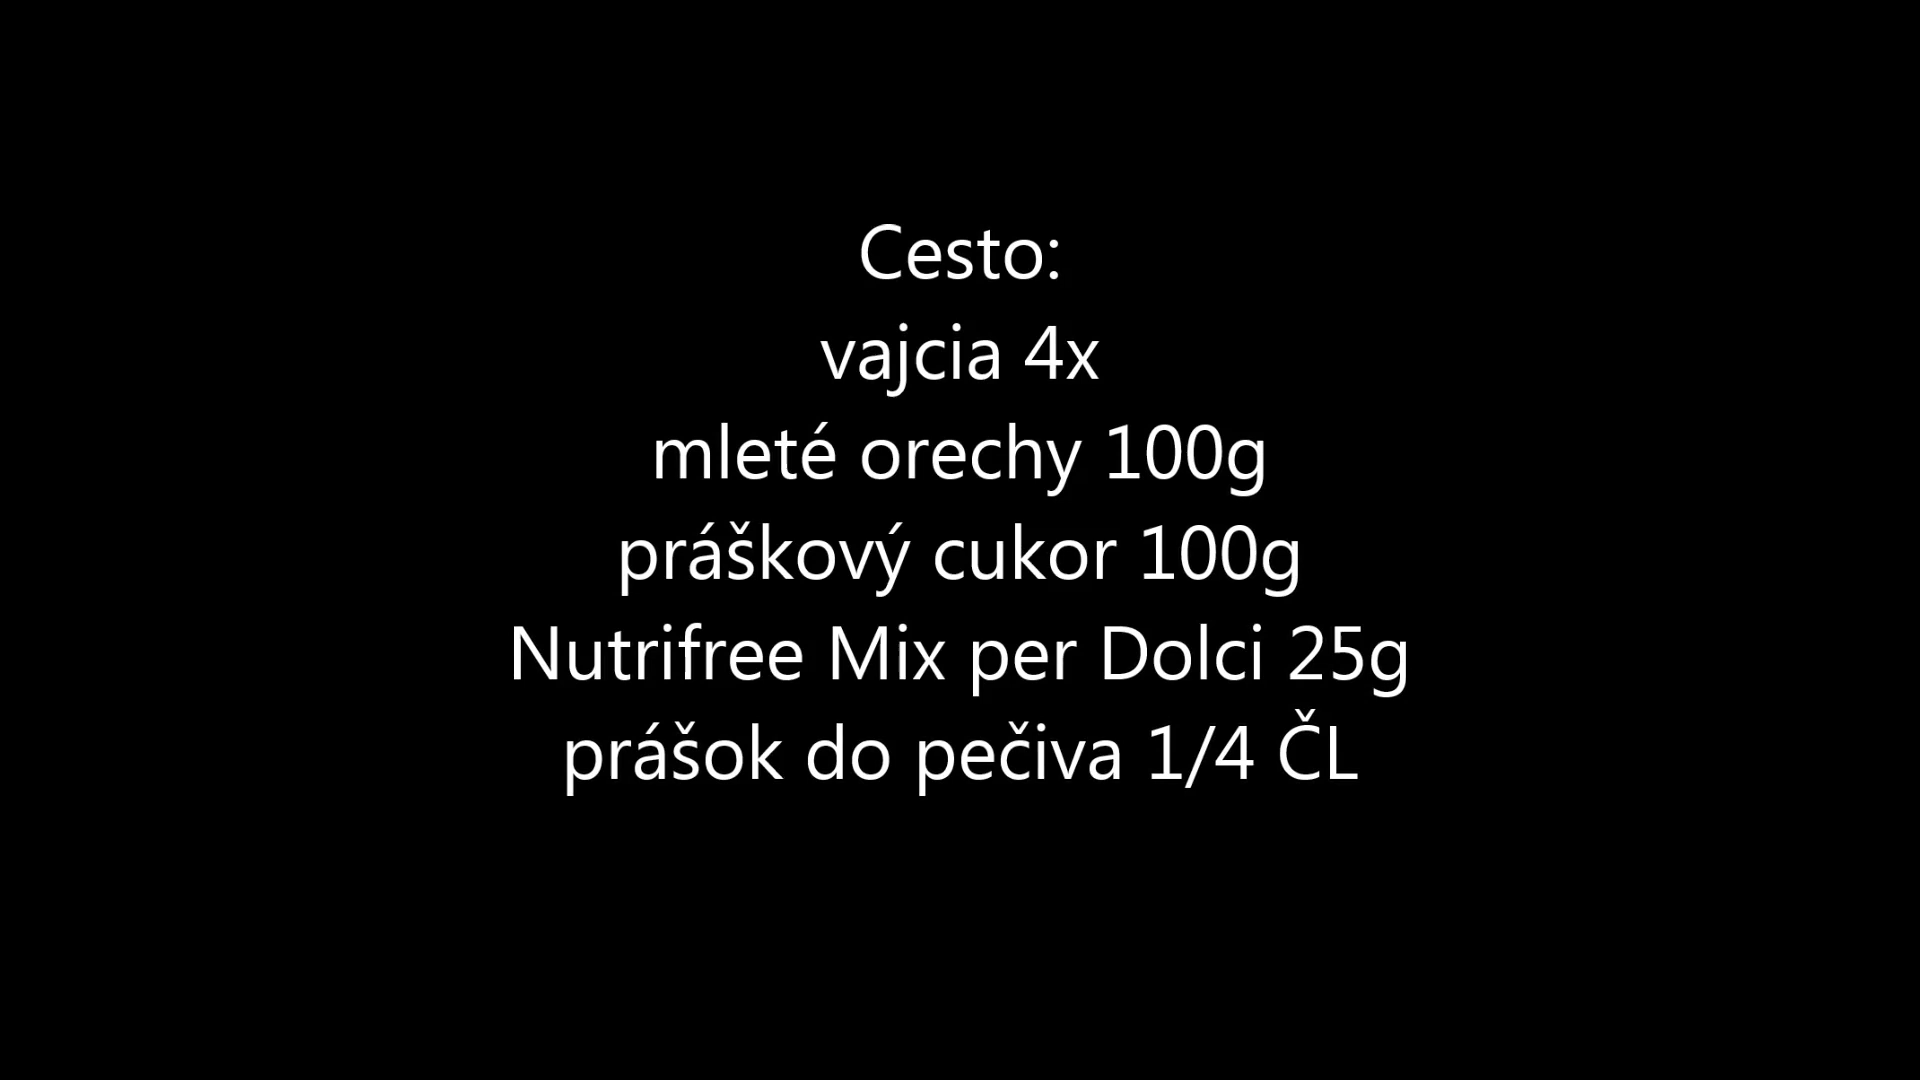 Cesto:
vajcia 4x
mleté orechy 100g
práškový cukor 100g
Nutrifree Mix per Dolci 25g
prášok do pečiva 1/4 ČL